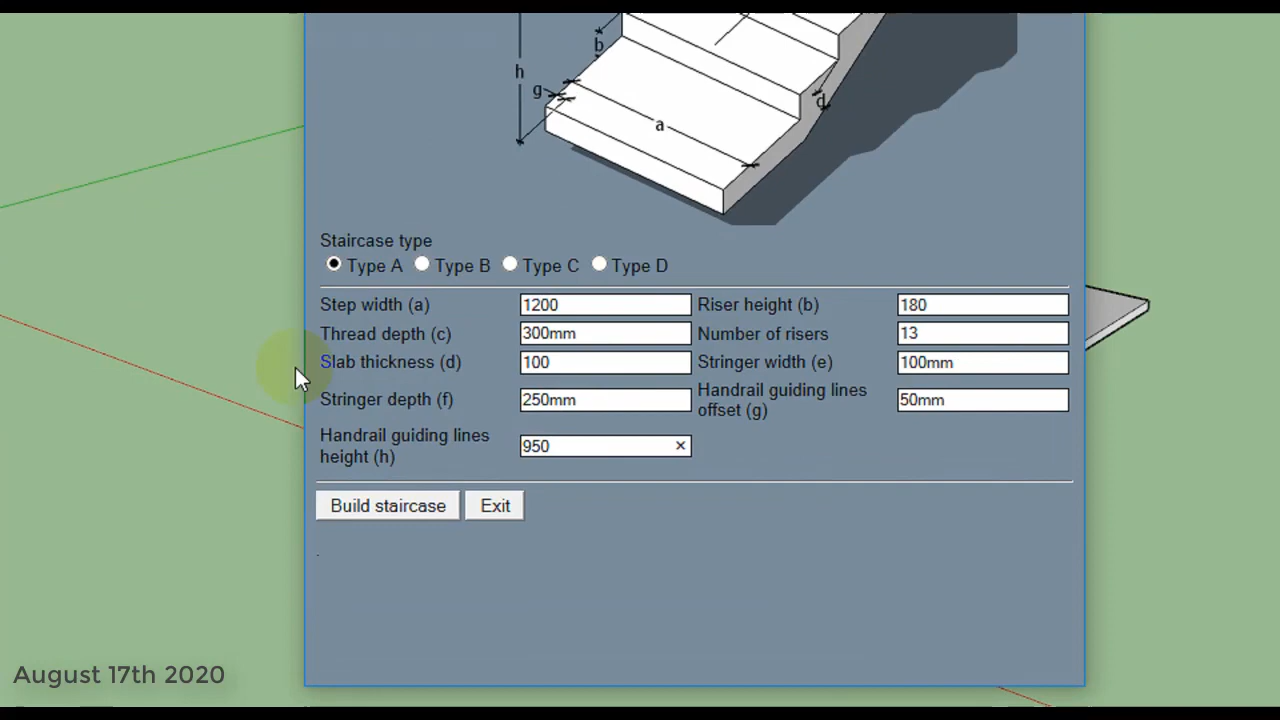 b
h
g
d
a
Staircase type
Type A Type B Type C Type D
Step width (a) 1200 Riser height (b) 180
Thread depth (c) 300mm Number of risers 13
Slab thickness (d) 100 Stringer width (e) 100mm
Stringer depth (f) 250mm Handrail guiding lines offset (g) 50mm
Handrail guiding lines height (h) 950 ×
Build staircase Exit
.
August 17th 2020